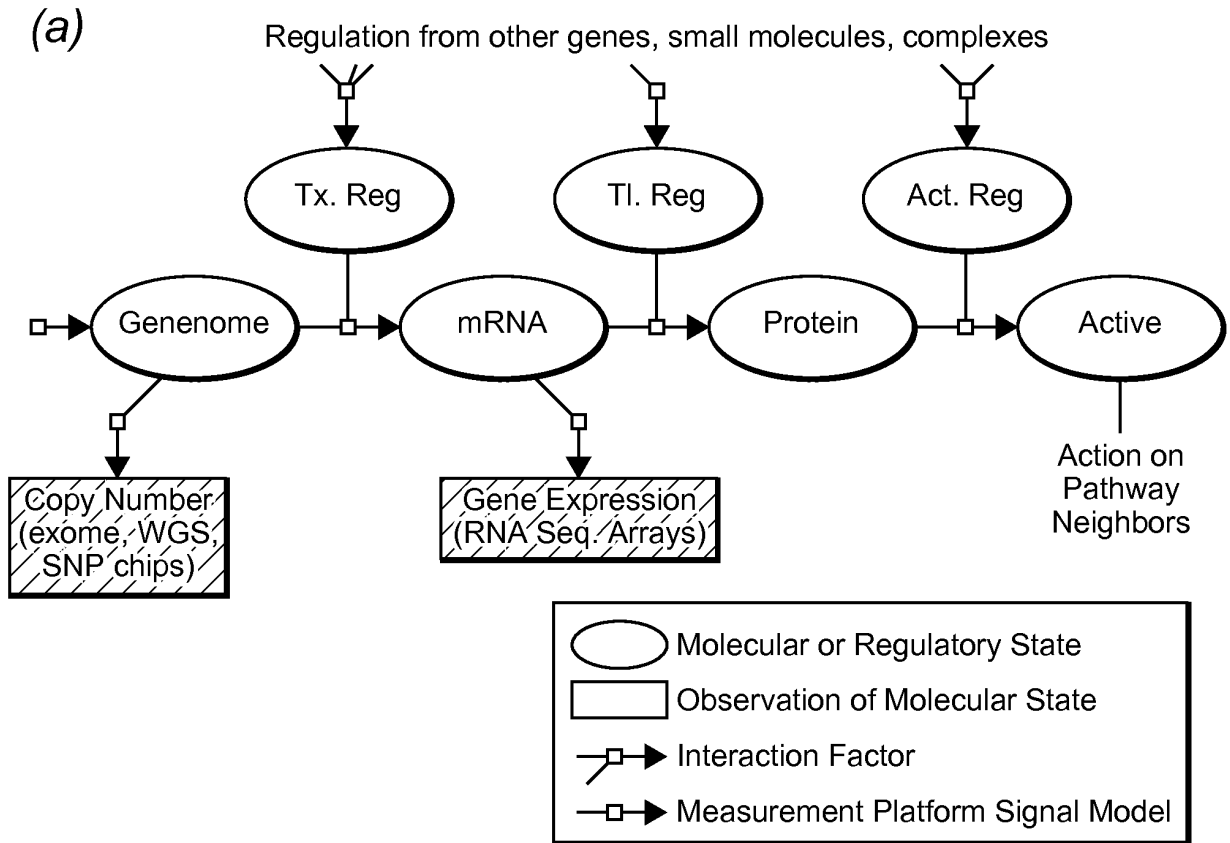 (a)
Regulation from other genes, small molecules, complexes
Tx. Reg
Tl. Reg
Act. Reg
Genenome
mRNA
Protein
Active
Copy Number
(exome, WGS,
SNP chips)
Gene Expression
(RNA Seq. Arrays)
Action on
Pathway
Neighbors
Molecular or Regulatory State
Observation of Molecular State
Interaction Factor
Measurement Platform Signal Model